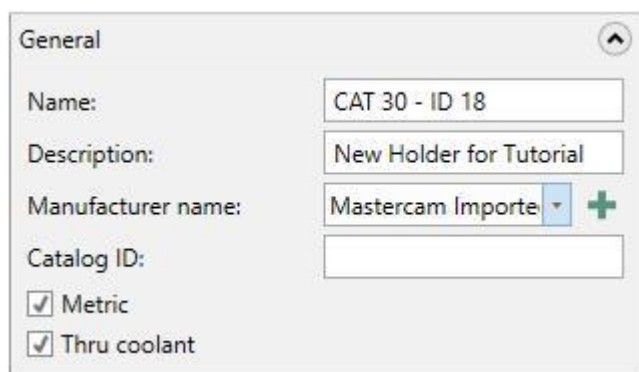 General
Name: CAT 30 - ID 18
Description: New Holder for Tutorial
Manufacturer name: Mastercam Importe
Catalog ID:
Metric
Thru coolant